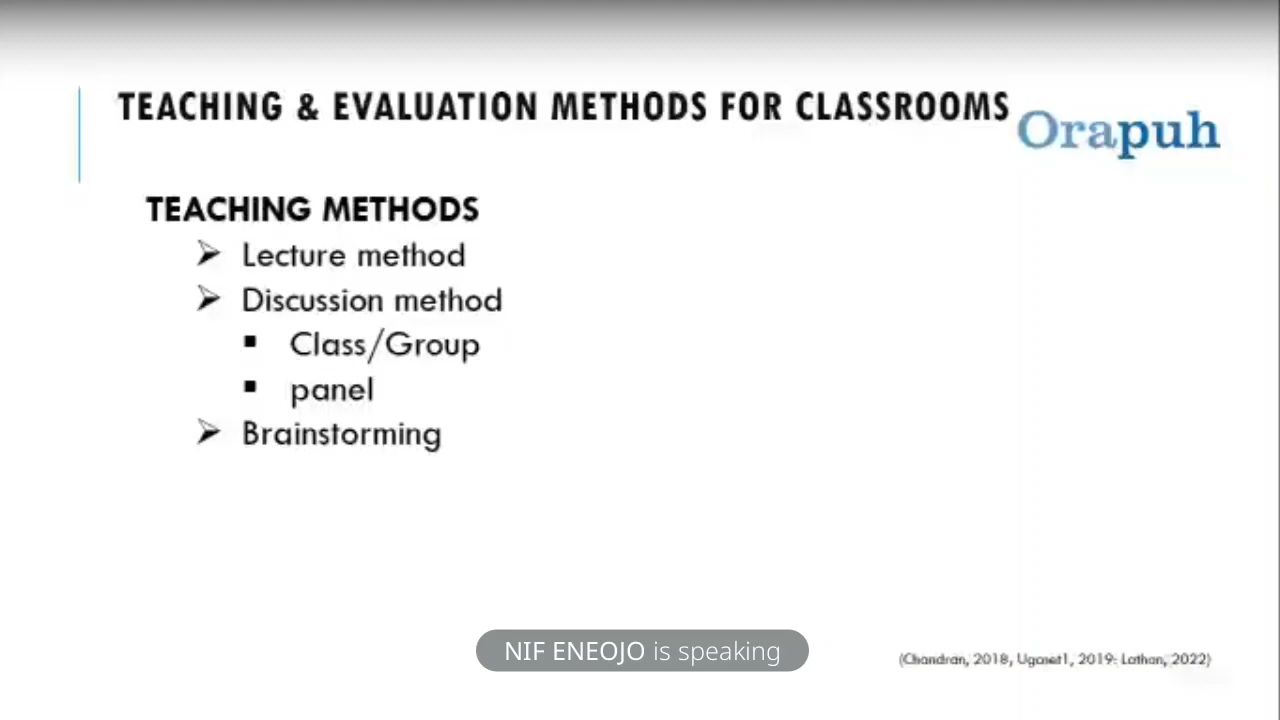 TEACHING & EVALUATION METHODS FOR CLASSROOMS
Orapuh
TEACHING METHODS
Lecture method
Discussion method
Class/Group
panel
Brainstorming
NIF ENEOJO is speaking
(Chandran, 2018, Ugoset1, 2019: Lathan, 2022)